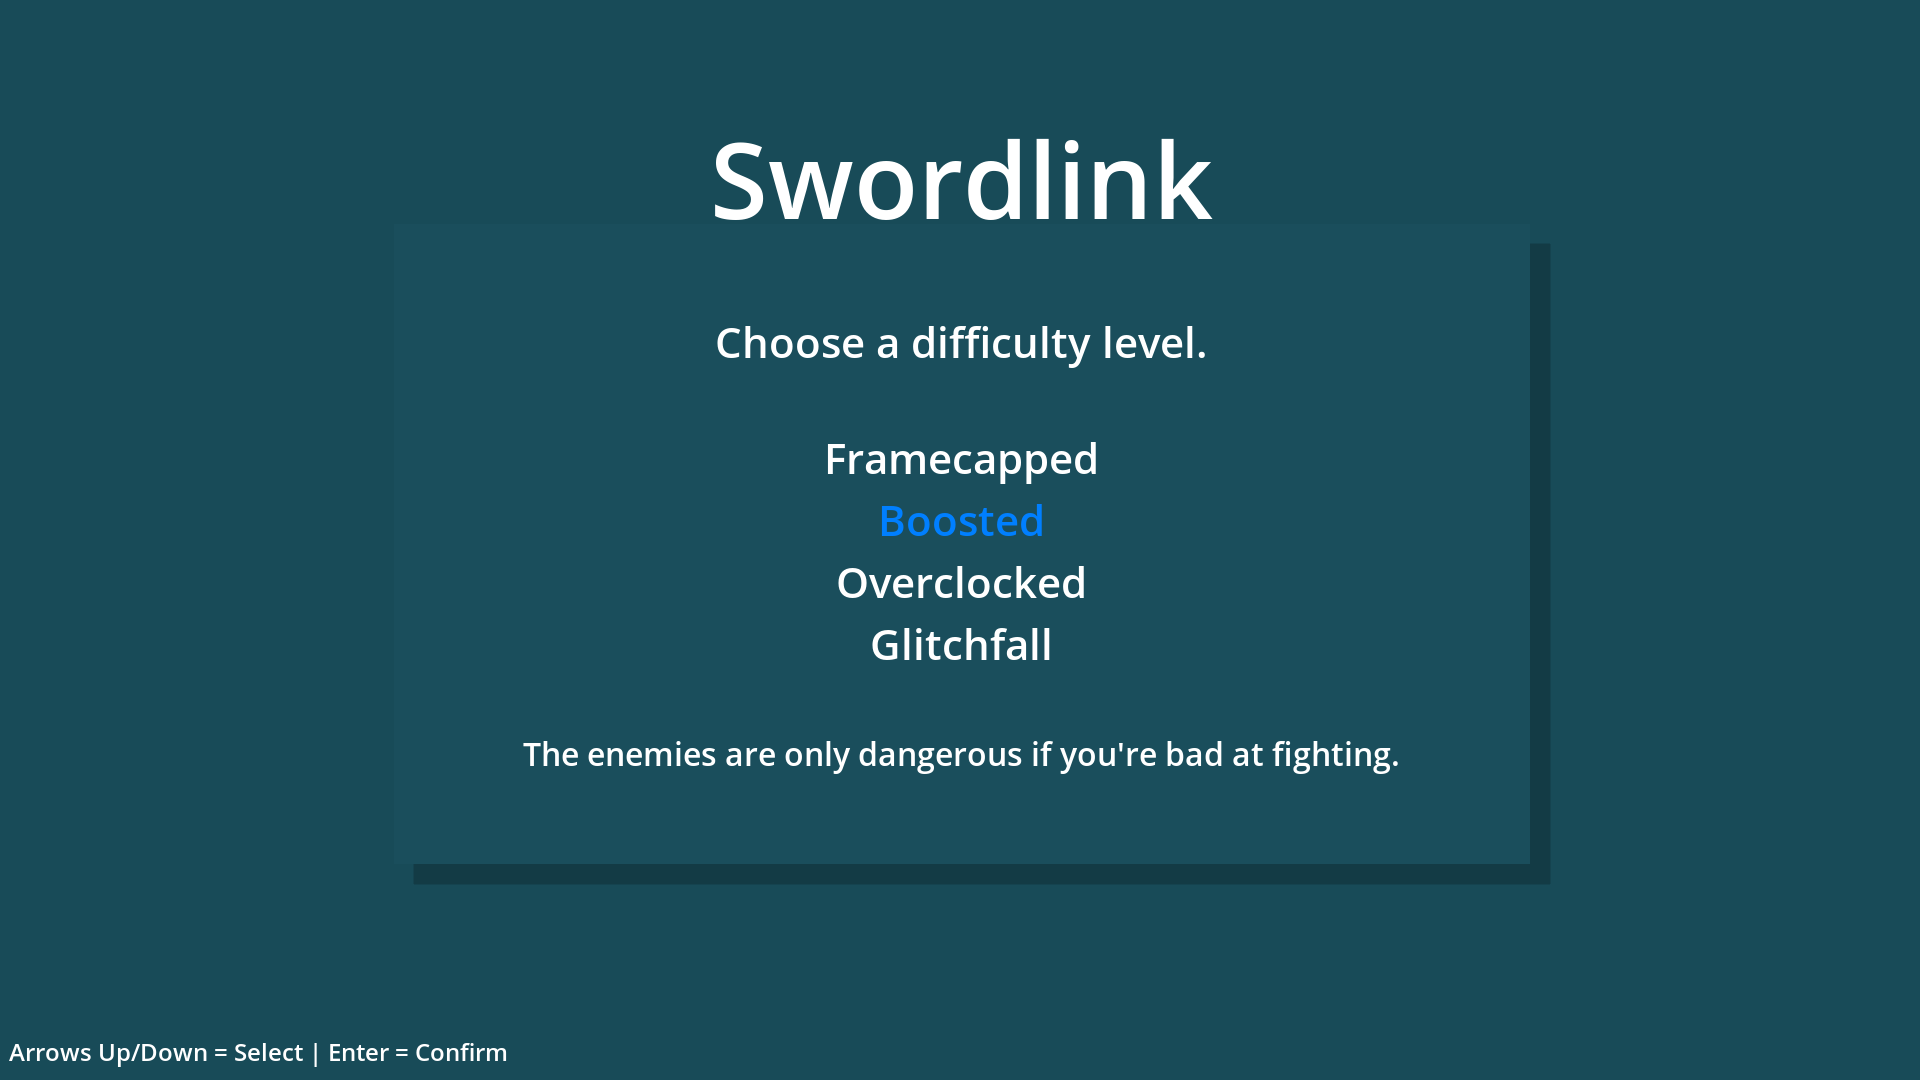 Swordlink
Choose a difficulty level.
Framecapped
Boosted
Overclocked
Glitchfall
The enemies are only dangerous if you're bad at fighting.
Arrows Up/Down = Select | Enter = Confirm